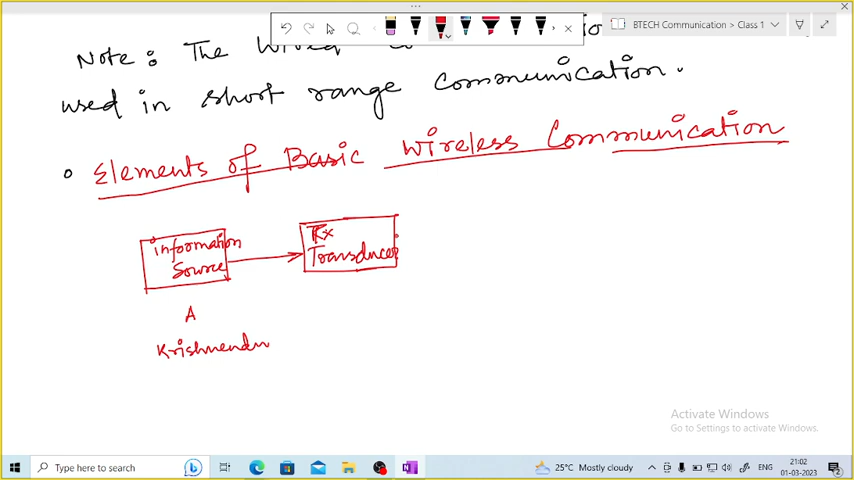 BTECH Communication > Class 1
Note: The
used in short range communication.
Elements of Basic Wireless Communication
information
Source
Tx
Transducer
A
Krishnendu
Activate Windows
Go to Settings to activate Windows.
Type here to search
25°C Mostly cloudy
ENG
21:02
01-03-2023
2